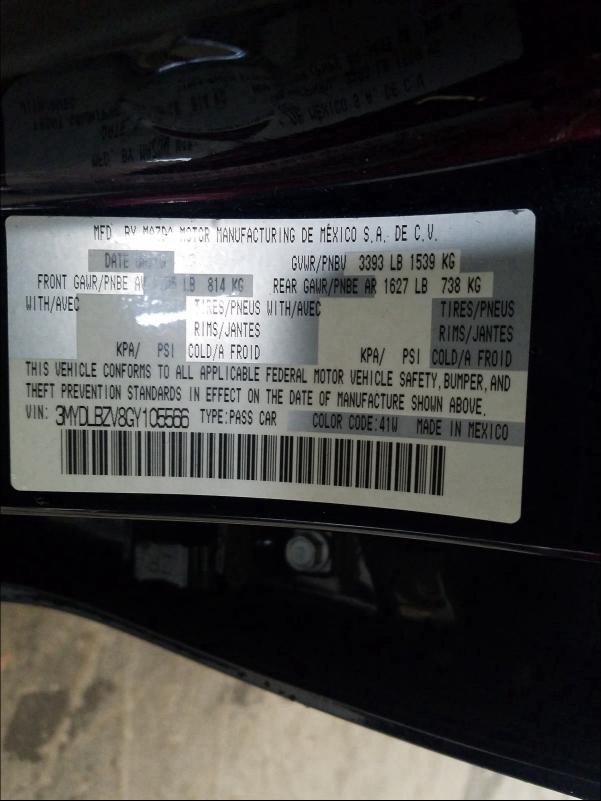 MFD. BY MAZDA MOTOR MANUFACTURING DE MÉXICO S.A. DE C.V.
DATE GVWR/PNBV 3393 LB 1539 KG
FRONT GAWR/PNBE AV LB 814 KG REAR GAWR/PNBE AR 1627 LB 738 KG
WITH/AVEC TIRES/PNEUS WITH/AVEC TIRES/PNEUS
RIMS/JANTES RIMS/JANTES
KPA/ PSI COLD/A FROID KPA/ PSI COLD/A FROID
THIS VEHICLE CONFORMS TO ALL APPLICABLE FEDERAL MOTOR VEHICLE SAFETY, BUMPER, AND
THEFT PREVENTION STANDARDS IN EFFECT ON THE DATE OF MANUFACTURE SHOWN ABOVE.
VIN: 3MYDLBZV8GY105566 TYPE:PASS CAR COLOR CODE:41W MADE IN MEXICO